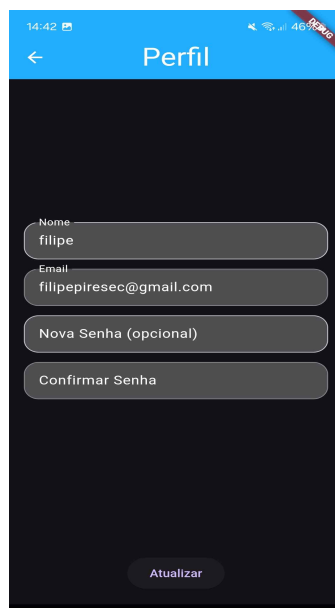 14:42 46%
DEBUG
Perfil
Nome
filipe
Email
filipepiresec@gmail.com
Nova Senha (opcional)
Confirmar Senha
Atualizar